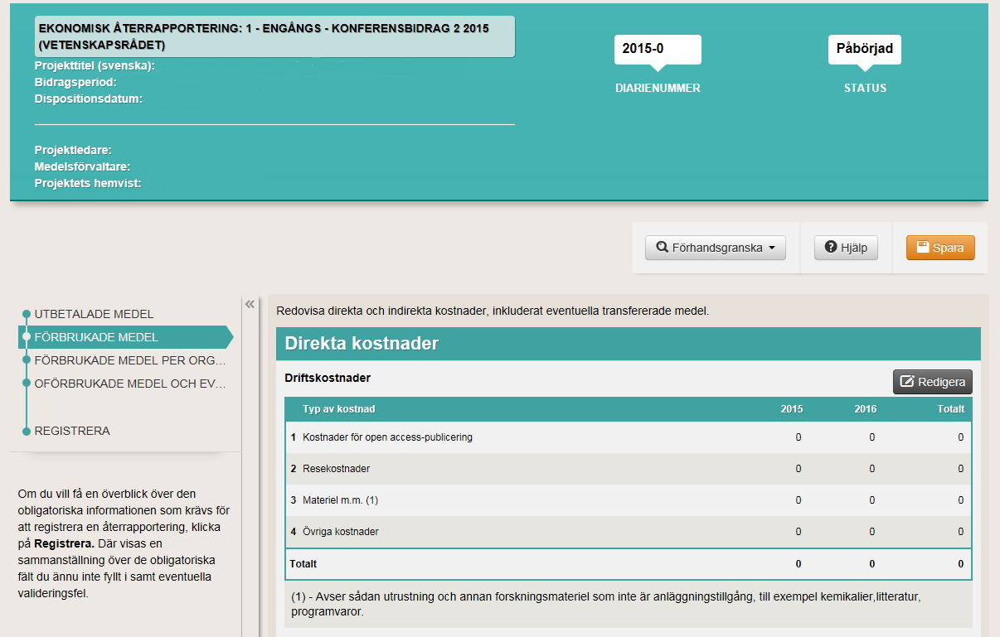 EKONOMISK ÅTERRAPPORTERING: 1 - ENGÅNGS - KONFERENSBIDRAG 2 2015
(VETENSKAPSRÅDET)
Projekttitel (svenska):
Bidragsperiod:
Dispositionsdatum:
Projektledare:
Medelsförvaltare:
Projektets hemvist:
2015-0
DIARIENUMMER
Påbörjad
STATUS
Förhandsgranska
Hjälp
Spara
UTBETALADE MEDEL
FÖRBRUKADE MEDEL
FÖRBRUKADE MEDEL PER ORG...
OFÖRBRUKADE MEDEL OCH EV...
REGISTRERA
Om du vill få en överblick över den
obligatoriska informationen som krävs för
att registrera en återrapportering, klicka
på Registrera. Där visas en
sammanställning över de obligatoriska
fält du ännu inte fyllt i samt eventuella
valideringsfel.
«
Redovisa direkta och indirekta kostnader, inkluderat eventuella transfererade medel.
Direkta kostnader
Driftskostnader
Redigera
Typ av kostnad 2015 2016 Totalt
1 Kostnader för open access-publicering 0 0 0
2 Resekostnader 0 0 0
3 Materiel m.m. (1) 0 0 0
4 Övriga kostnader 0 0 0
Totalt 0 0 0
(1) - Avser sådan utrustning och annan forskningsmateriel som inte är anläggningstillgång, till exempel kemikalier,litteratur,
programvaror.